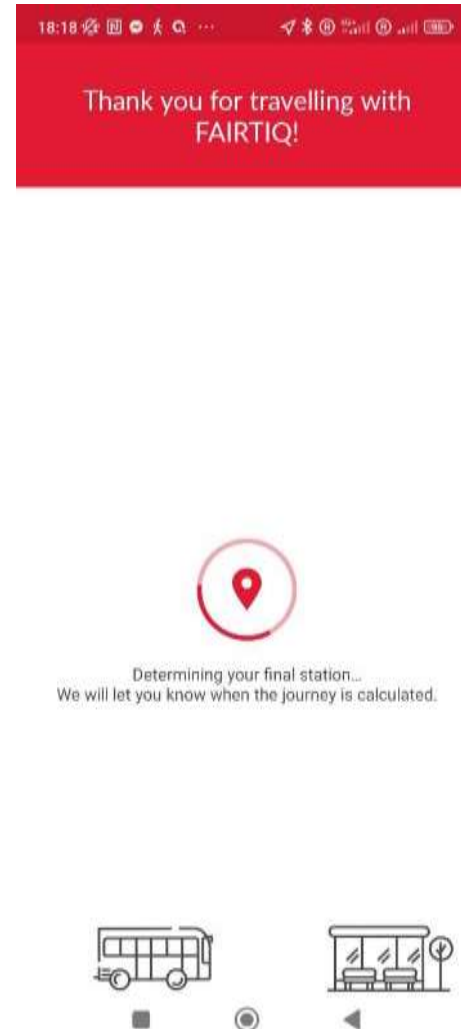 18:18
Thank you for travelling with
FAIRTIQ!
Determining your final station...
We will let you know when the journey is calculated.